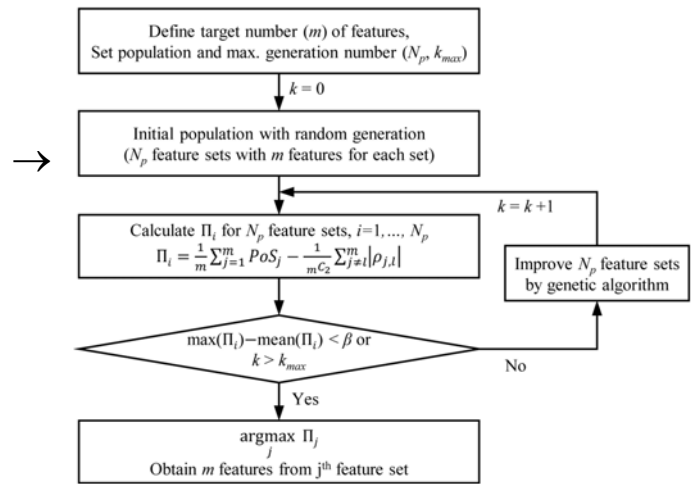 Define target number (m) of features,
Set population and max. generation number (Nₚ, kₘₐₓ)
k = 0
→
Initial population with random generation
(Nₚ feature sets with m features for each set)
k = k +1
Calculate Πᵢ for Nₚ feature sets, i=1,..., Nₚ
Πᵢ = 1/m ∑ⱼ₌₁ᵐ PoSⱼ − 1/ₘC₂ ∑ⱼ≠ₗᵐ |ρⱼ,ₗ|
Improve Nₚ feature sets
by genetic algorithm
max(Πᵢ)−mean(Πᵢ) < β or
k > kₘₐₓ
No
Yes
argmax Πⱼ
j
Obtain m features from jᵗʰ feature set